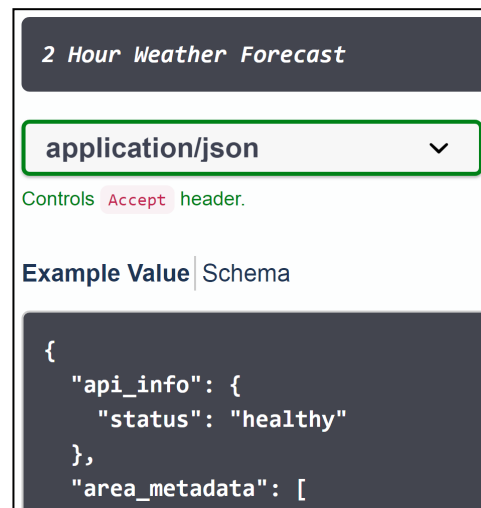 2 Hour Weather Forecast
application/json
Controls Accept header.
Example Value Schema
{
"api_info": {
"status": "healthy"
},
"area_metadata": [